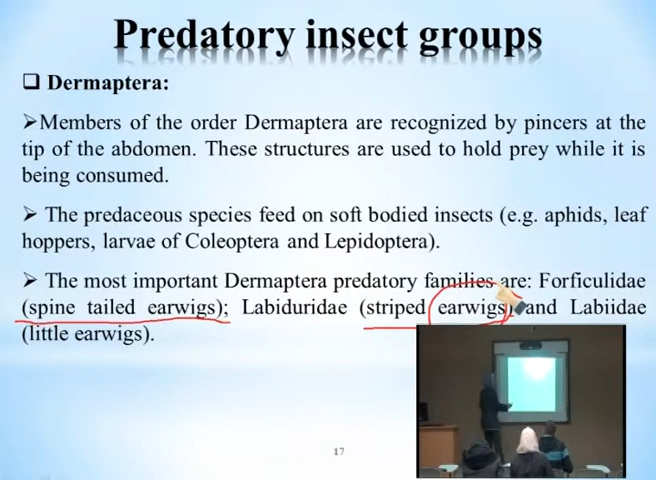 Predatory insect groups
❑ Dermaptera:
➢Members of the order Dermaptera are recognized by pincers at the
tip of the abdomen. These structures are used to hold prey while it is
being consumed.
➢ The predaceous species feed on soft bodied insects (e.g. aphids, leaf
hoppers, larvae of Coleoptera and Lepidoptera).
➢ The most important Dermaptera predatory families are: Forficulidae
(spine tailed earwigs); Labiduridae (striped earwigs) and Labiidae
(little earwigs).
17